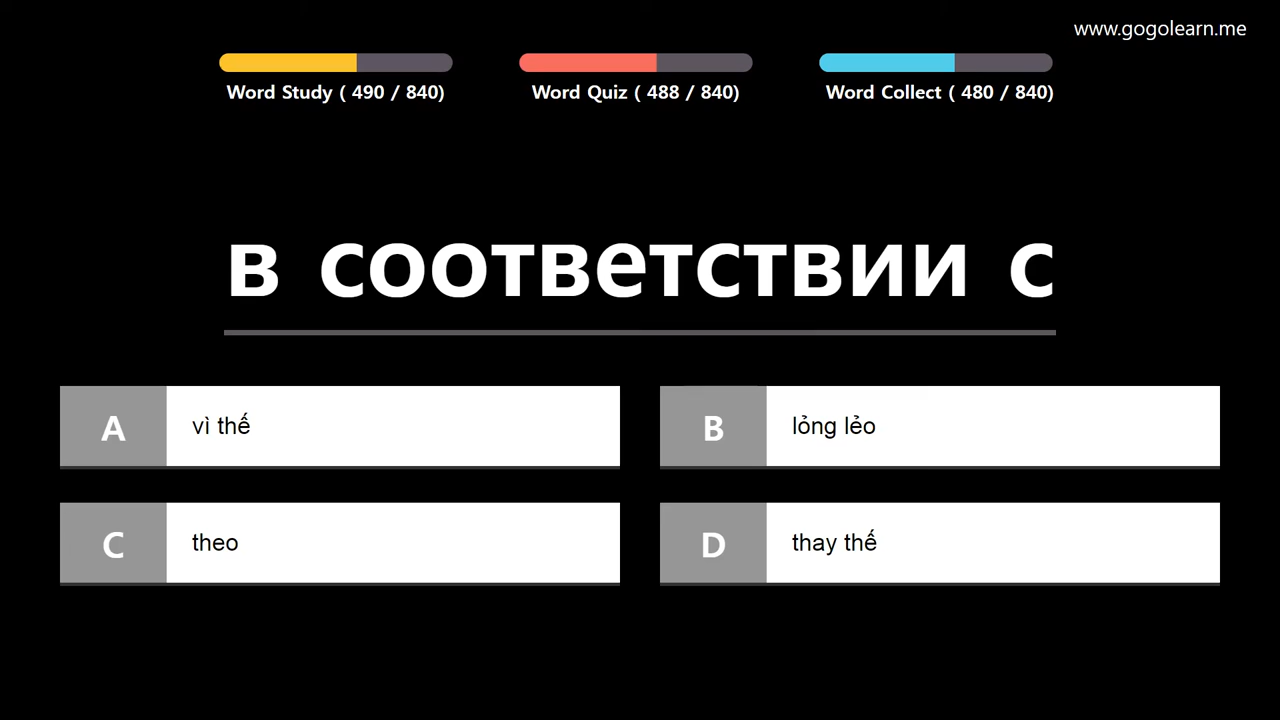 www.gogolearn.me
Word Study ( 490 / 840)
Word Quiz ( 488 / 840)
Word Collect ( 480 / 840)
в соответствии с
A
vì thế
B
lỏng lẻo
C
theo
D
thay thế